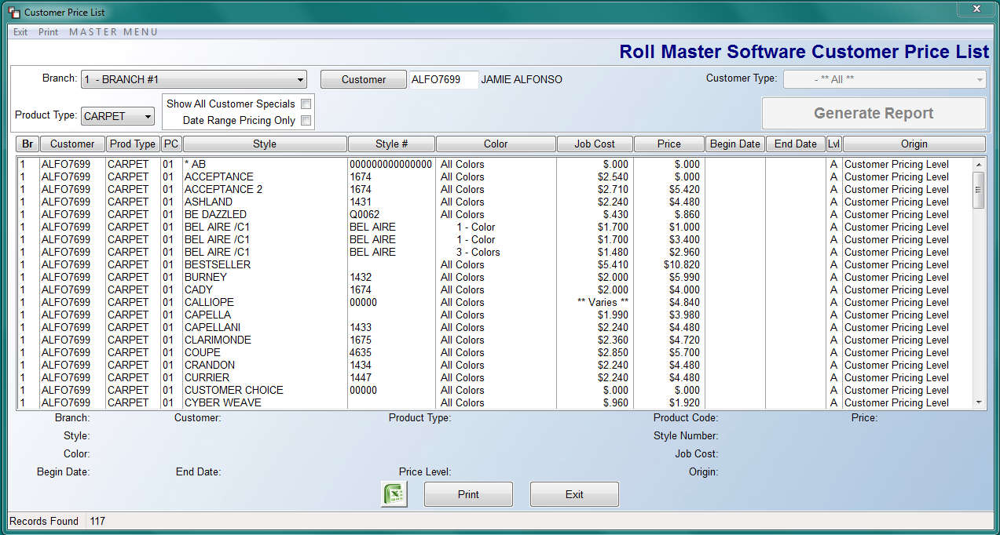 Customer Price List
Exit Print MASTER MENU
Roll Master Software Customer Price List
Branch: 1 - BRANCH #1 Customer ALFO7699 JAMIE ALFONSO Customer Type: - ** All **
Show All Customer Specials
Product Type: CARPET Generate Report
Date Range Pricing Only
Br Customer Prod Type PC Style Style # Color Job Cost Price Begin Date End Date Lvl Origin
1 ALFO7699 CARPET 01 * AB 000000000000000 All Colors $.000 $.000 A Customer Pricing Level
1 ALFO7699 CARPET 01 ACCEPTANCE 1674 All Colors $2.540 $.000 A Customer Pricing Level
1 ALFO7699 CARPET 01 ACCEPTANCE 2 1674 All Colors $2.710 $5.420 A Customer Pricing Level
1 ALFO7699 CARPET 01 ASHLAND 1431 All Colors $2.240 $4.480 A Customer Pricing Level
1 ALFO7699 CARPET 01 BE DAZZLED Q0062 All Colors $.430 $.860 A Customer Pricing Level
1 ALFO7699 CARPET 01 BEL AIRE /C1 BEL AIRE 1 - Color $1.700 $1.000 A Customer Pricing Level
1 ALFO7699 CARPET 01 BEL AIRE /C1 BEL AIRE 1 - Color $1.700 $3.400 A Customer Pricing Level
1 ALFO7699 CARPET 01 BEL AIRE /C1 BEL AIRE 3 - Colors $1.480 $2.960 A Customer Pricing Level
1 ALFO7699 CARPET 01 BESTSELLER All Colors $5.410 $10.820 A Customer Pricing Level
1 ALFO7699 CARPET 01 BURNEY 1432 All Colors $2.000 $5.990 A Customer Pricing Level
1 ALFO7699 CARPET 01 CADY 1674 All Colors $2.000 $4.000 A Customer Pricing Level
1 ALFO7699 CARPET 01 CALLIOPE 00000 All Colors ** Varies ** $4.840 A Customer Pricing Level
1 ALFO7699 CARPET 01 CAPELLA All Colors $1.990 $3.980 A Customer Pricing Level
1 ALFO7699 CARPET 01 CAPELLANI 1433 All Colors $2.240 $4.480 A Customer Pricing Level
1 ALFO7699 CARPET 01 CLARIMONDE 1675 All Colors $2.360 $4.720 A Customer Pricing Level
1 ALFO7699 CARPET 01 COUPE 4635 All Colors $2.850 $5.700 A Customer Pricing Level
1 ALFO7699 CARPET 01 CRANDON 1434 All Colors $2.240 $4.480 A Customer Pricing Level
1 ALFO7699 CARPET 01 CURRIER 1447 All Colors $2.240 $4.480 A Customer Pricing Level
1 ALFO7699 CARPET 01 CUSTOMER CHOICE 00000 All Colors $.000 $.000 A Customer Pricing Level
1 ALFO7699 CARPET 01 CYBER WEAVE All Colors $.960 $1.920 A Customer Pricing Level
Branch: Customer: Product Type: Product Code: Price:
Style: Style Number:
Color: Job Cost:
Begin Date: End Date: Price Level: Origin:
Print Exit
Records Found 117